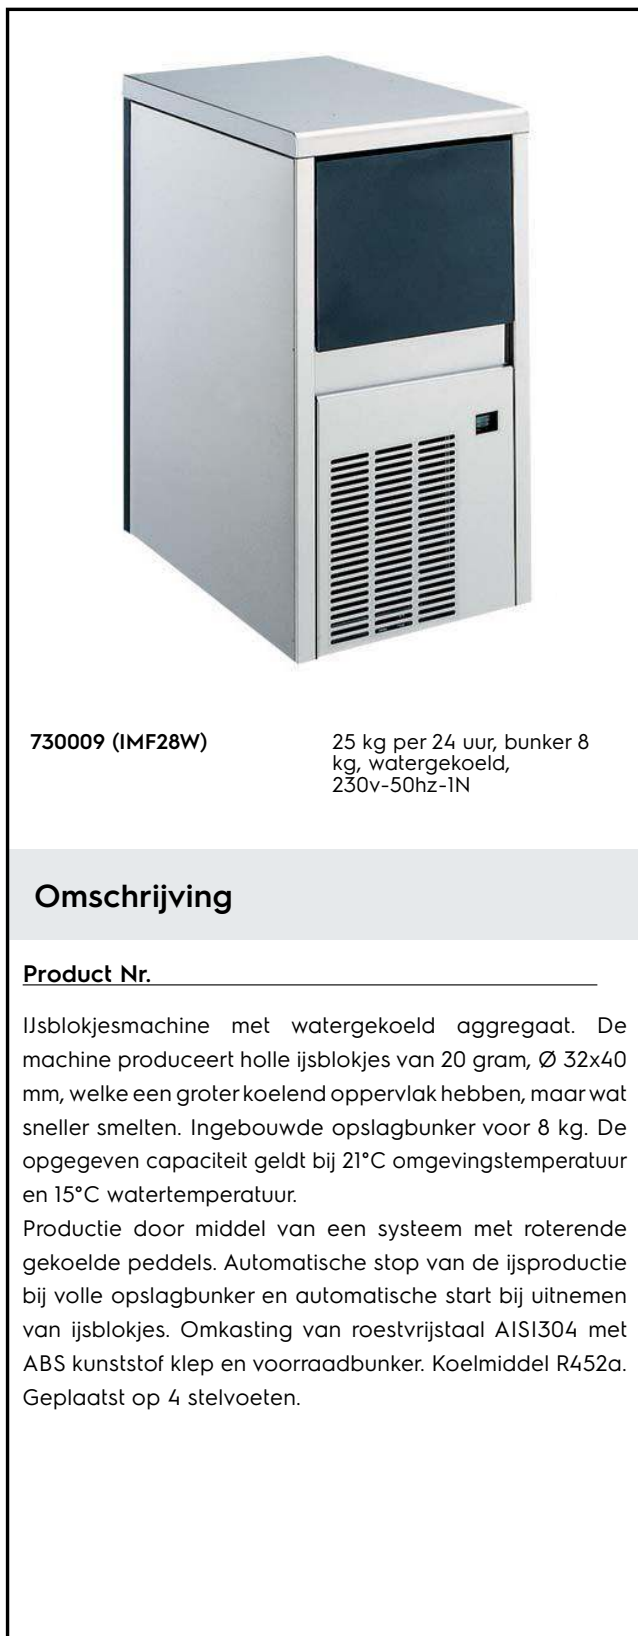 730009 (IMF28W)
25 kg per 24 uur, bunker 8
kg, watergekoeld,
230v-50hz-1N
Omschrijving
Product Nr.
IJsblokjesmachine met watergekoeld aggregaat. De
machine produceert holle ijsblokjes van 20 gram, Ø 32x40
mm, welke een groter koelend oppervlak hebben, maar wat
sneller smelten. Ingebouwde opslagbunker voor 8 kg. De
opgegeven capaciteit geldt bij 21°C omgevingstemperatuur
en 15°C watertemperatuur.
Productie door middel van een systeem met roterende
gekoelde peddels. Automatische stop van de ijsproductie
bij volle opslagbunker en automatische start bij uitnemen
van ijsblokjes. Omkasting van roestvrijstaal AISI304 met
ABS kunststof klep en voorraadbunker. Koelmiddel R452a.
Geplaatst op 4 stelvoeten.